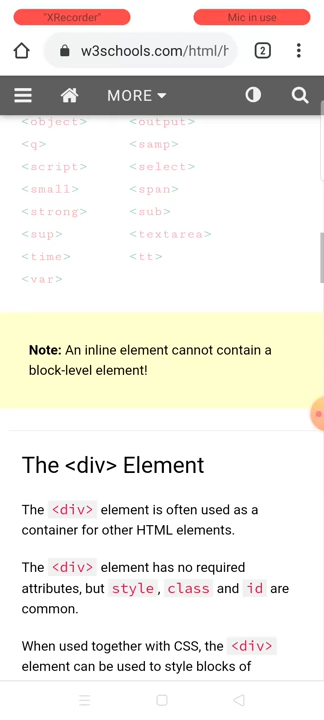 "XRecorder" Mic in use
w3schools.com/html/h 2
MORE
<object> <output>
<q> <samp>
<script> <select>
<small> <span>
<strong> <sub>
<sup> <textarea>
<time> <tt>
<var>
Note: An inline element cannot contain a
block-level element!
The <div> Element
The <div> element is often used as a
container for other HTML elements.
The <div> element has no required
attributes, but style, class and id are
common.
When used together with CSS, the <div>
element can be used to style blocks of